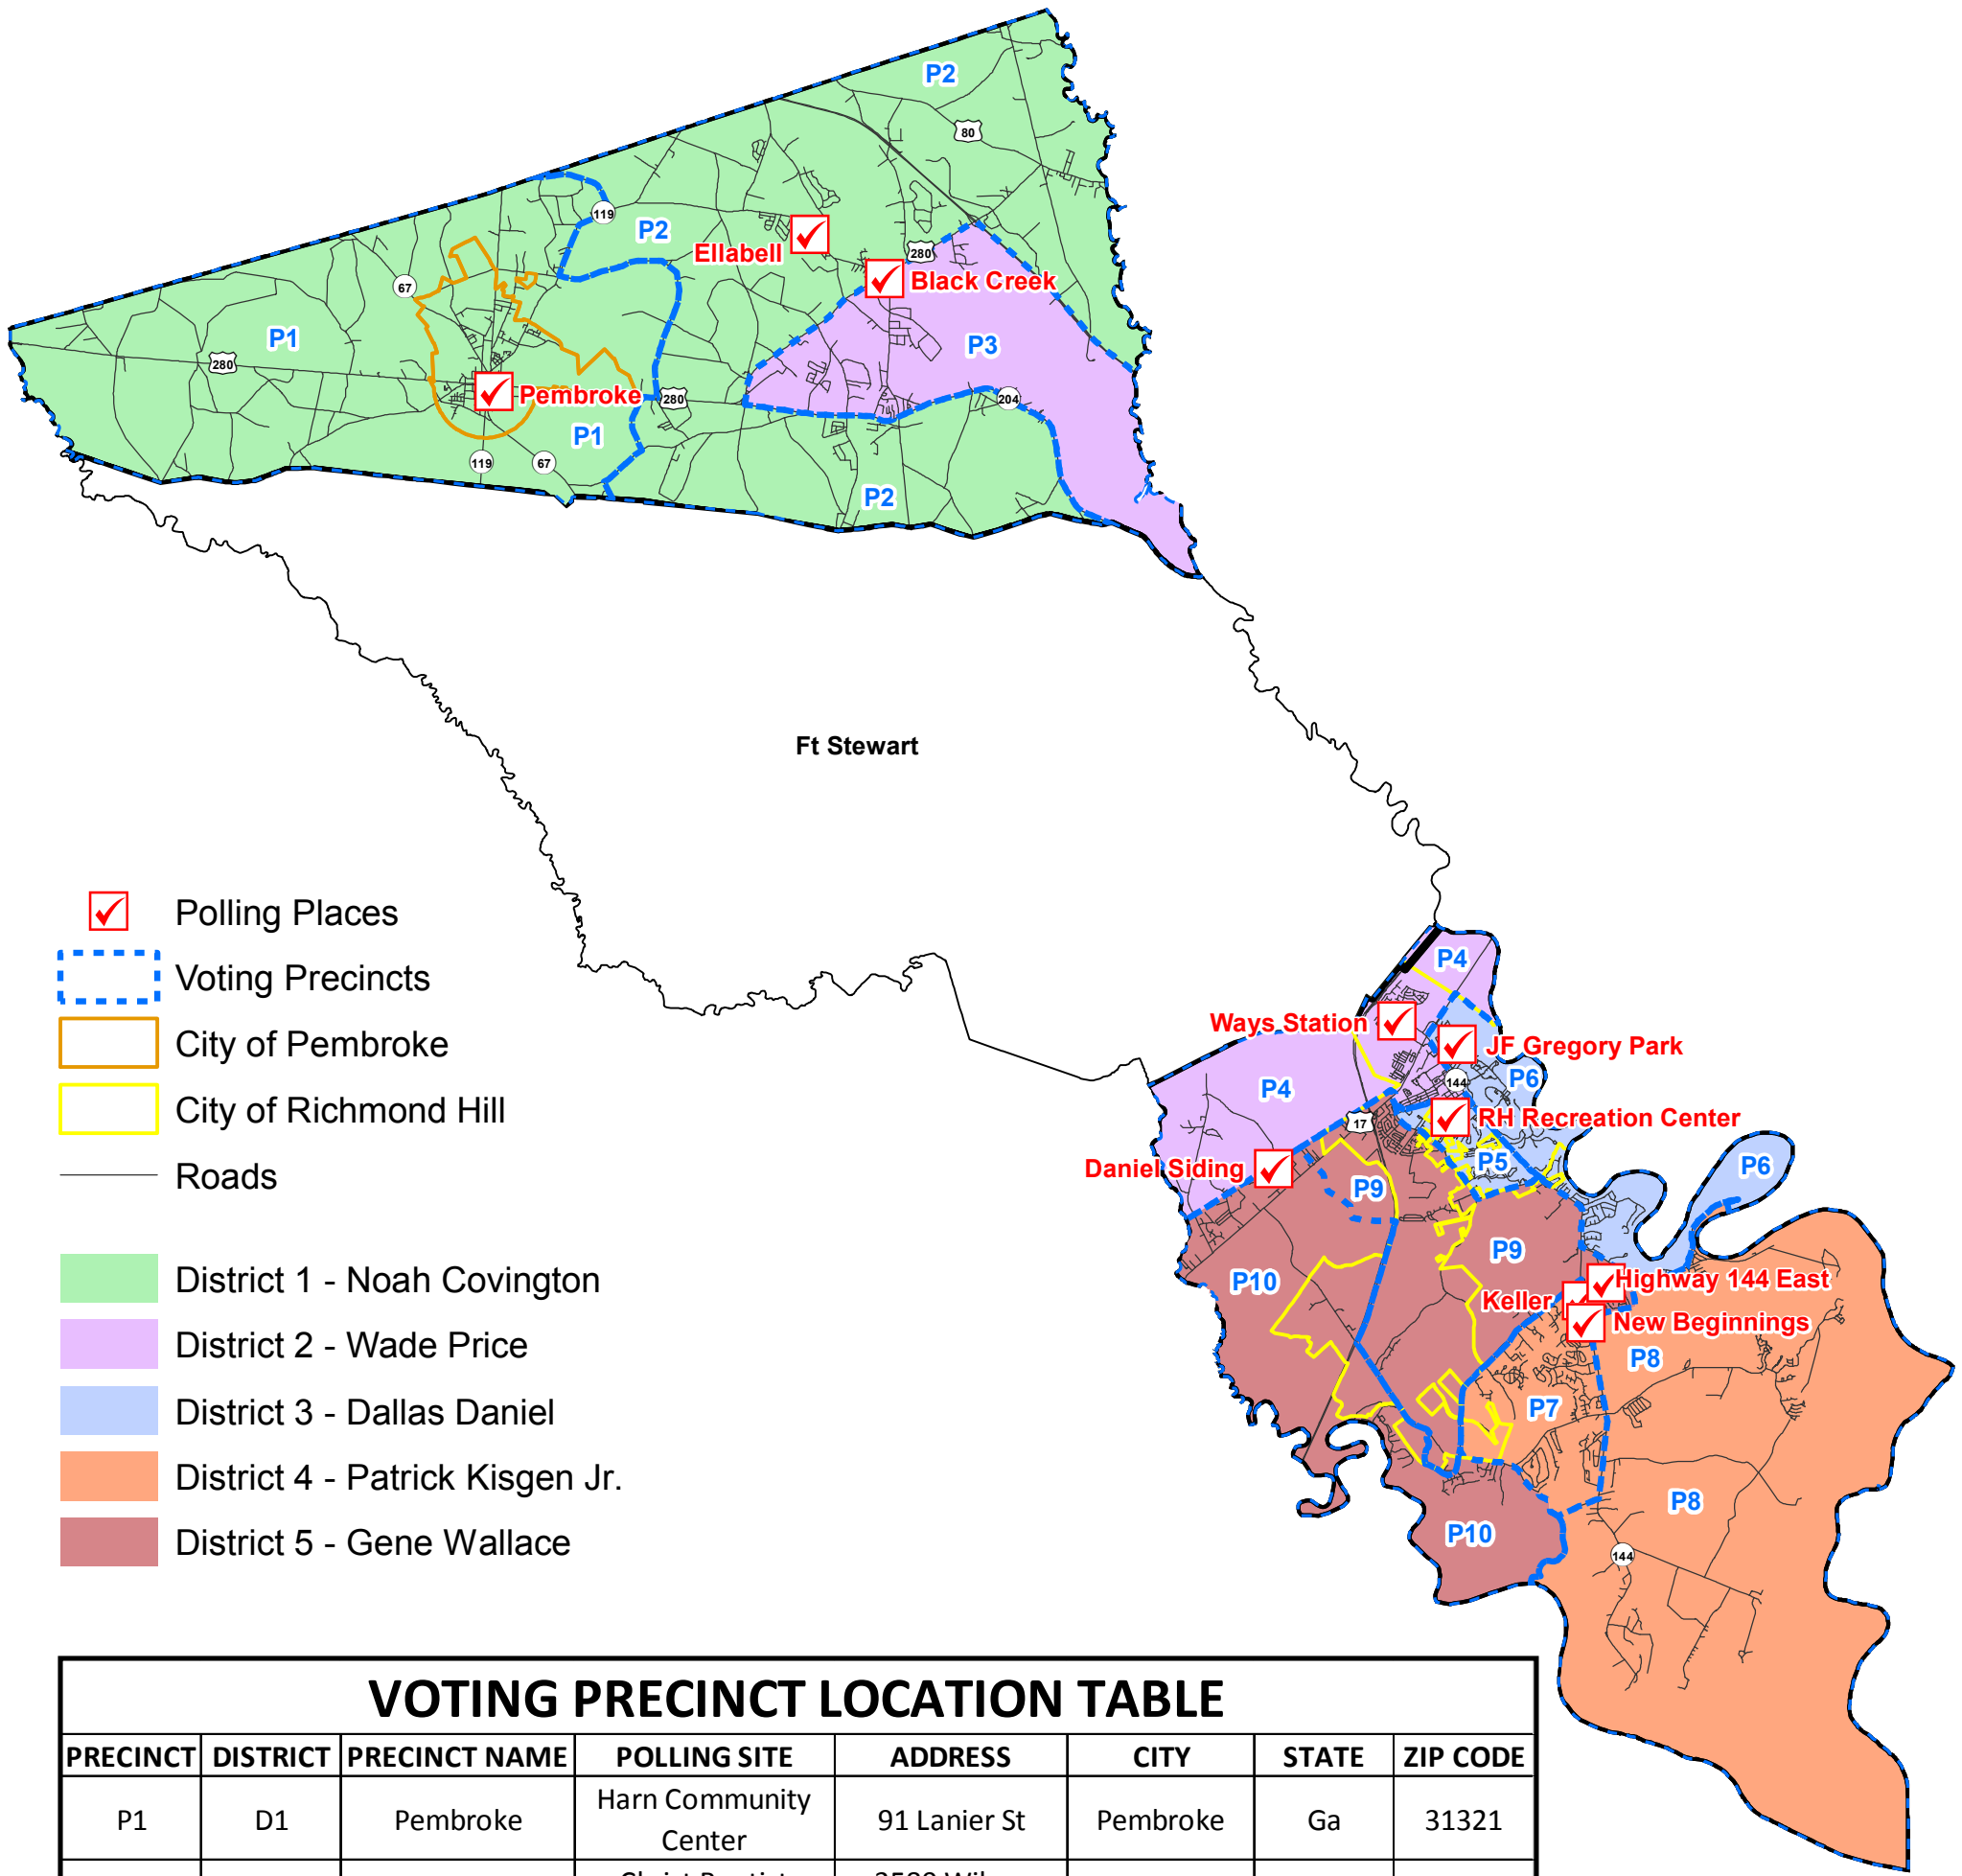 P2
80
119
P2
Ellabell
280
Black Creek
67
P1
280
P3
Pembroke
280
204
P1
119
67
P2
Ft Stewart
Polling Places
Voting Precincts
City of Pembroke
City of Richmond Hill
Roads
District 1 - Noah Covington
District 2 - Wade Price
District 3 - Dallas Daniel
District 4 - Patrick Kisgen Jr.
District 5 - Gene Wallace
P4
Ways Station
JF Gregory Park
P4
144
P6
17
RH Recreation Center
Daniel Siding
P5
P6
P9
P9
P10
Highway 144 East
Keller
New Beginnings
P8
P7
P8
P10
144
VOTING PRECINCT LOCATION TABLE
PRECINCT DISTRICT PRECINCT NAME POLLING SITE ADDRESS CITY STATE ZIP CODE
P1 D1 Pembroke Harn Community Center 91 Lanier St Pembroke Ga 31321